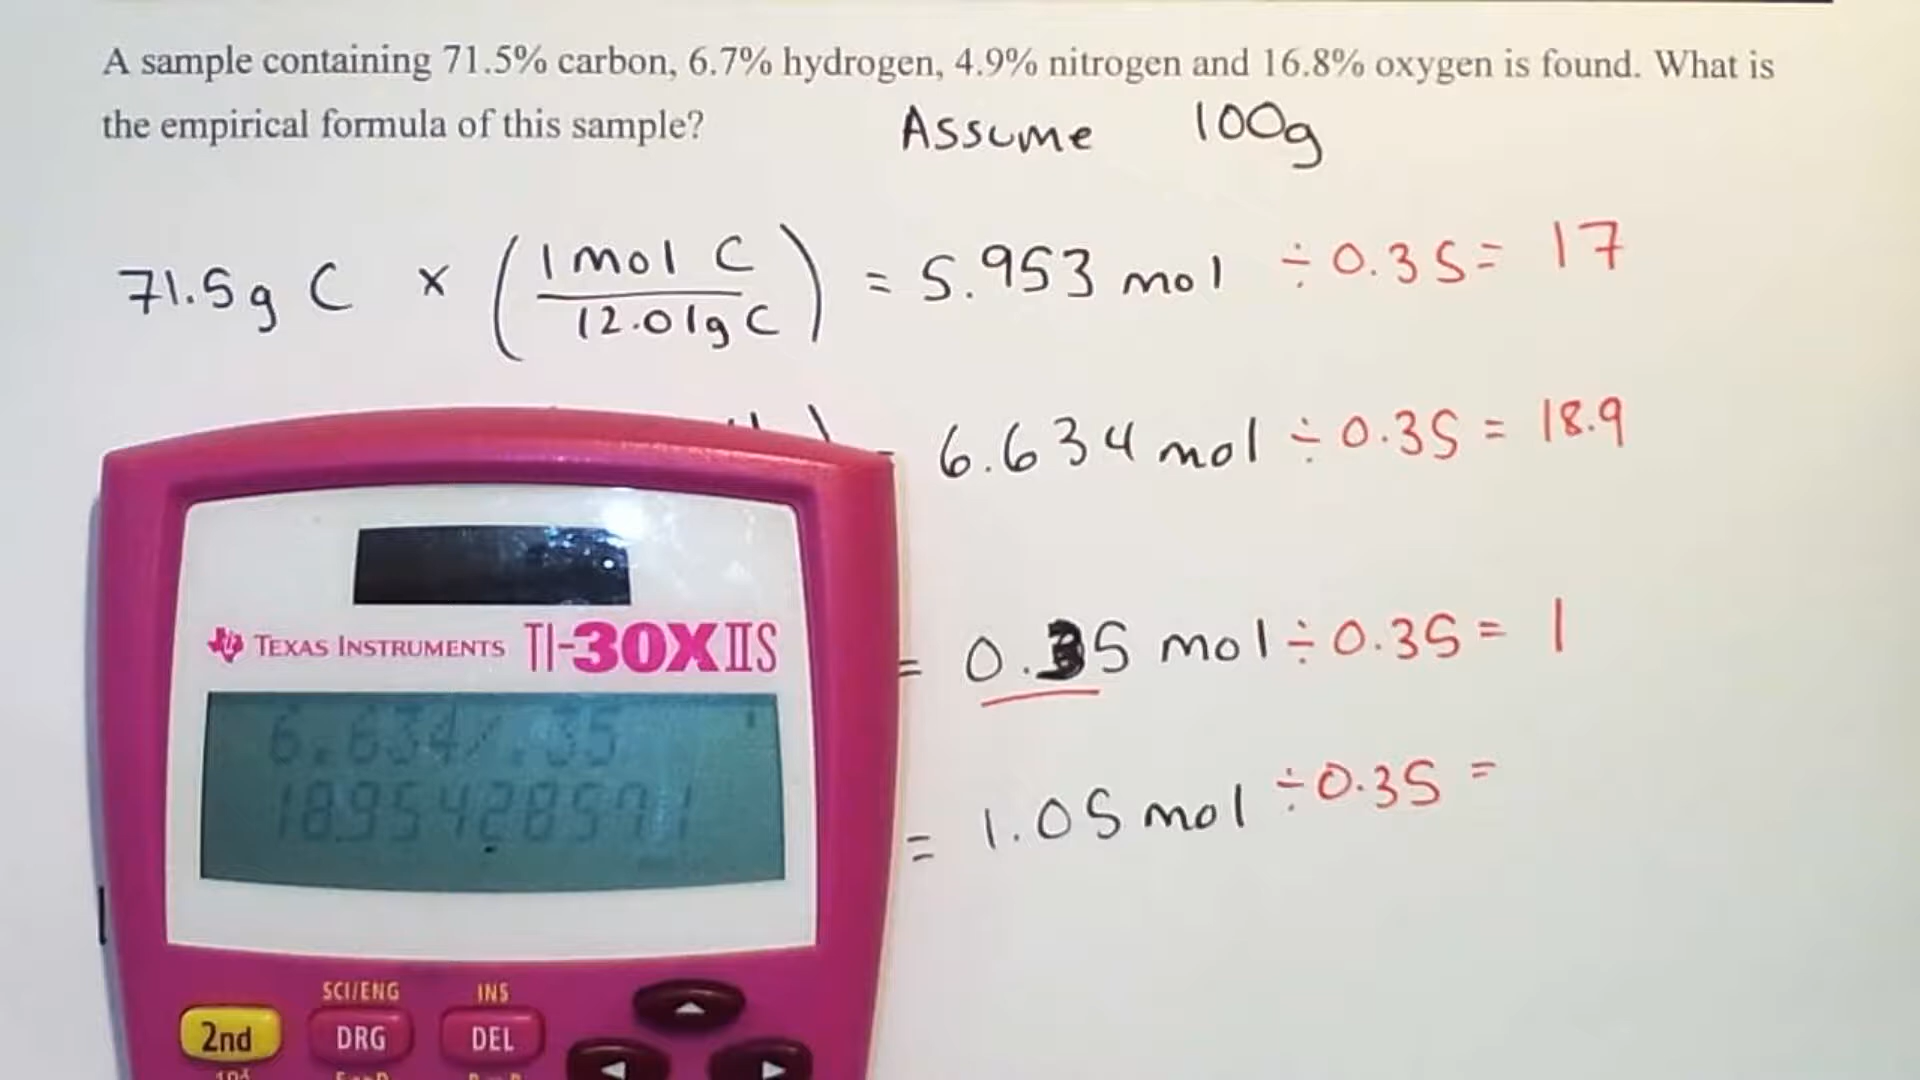 A sample containing 71.5% carbon, 6.7% hydrogen, 4.9% nitrogen and 16.8% oxygen is found. What is
the empirical formula of this sample?
Assume 100g
71.5g C x (1 mol C / 12.01g C) = 5.953 mol ÷ 0.35 = 17
6.634 mol ÷ 0.35 = 18.9
= 0.35 mol ÷ 0.35 = 1
= 1.05 mol ÷ 0.35 =
TEXAS INSTRUMENTS TI-30X IIS
6.634/.35
18.95428571
SCI/ENG INS
2nd DRG DEL